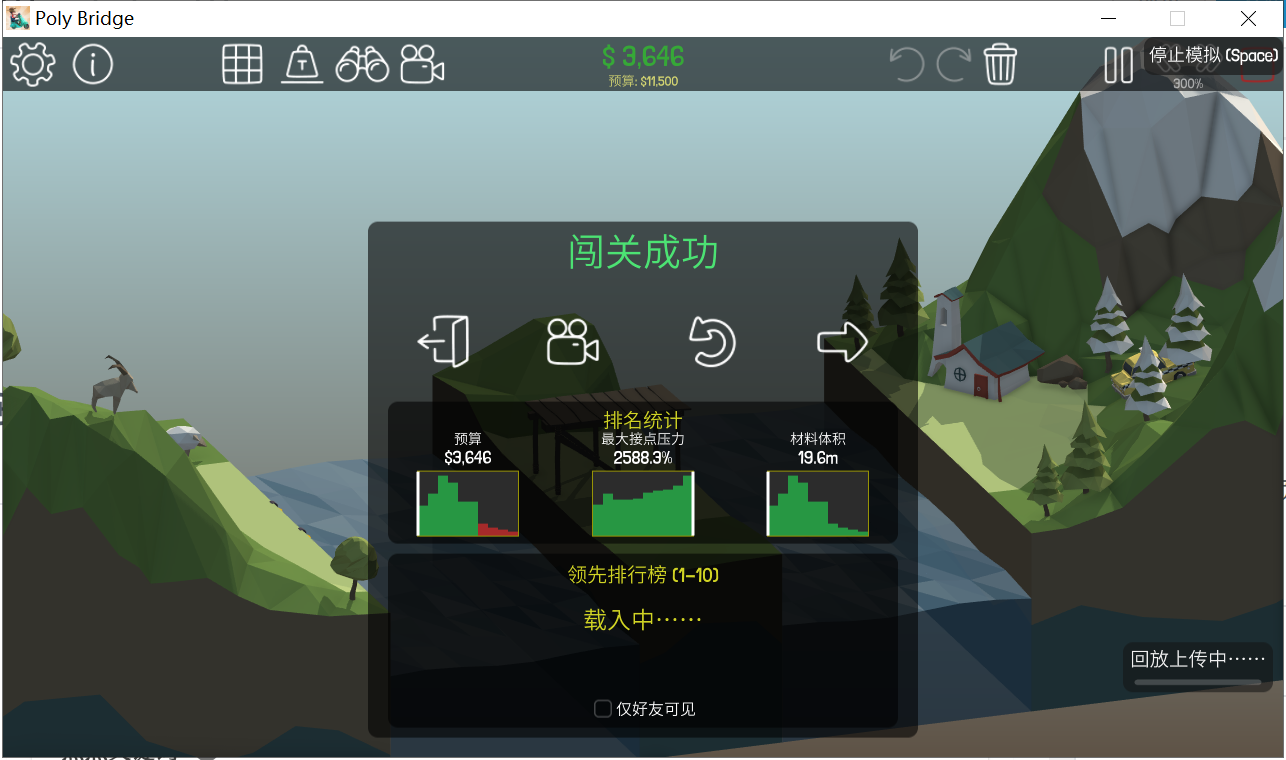 Poly Bridge
$ 3,646
预算: $11,500
停止模拟 (Space)
300%
闯关成功
排名统计
预算
$3,646
最大接点压力
2588.3%
材料体积
19.6m
领先排行榜 (1-10)
载入中……
仅好友可见
回放上传中……